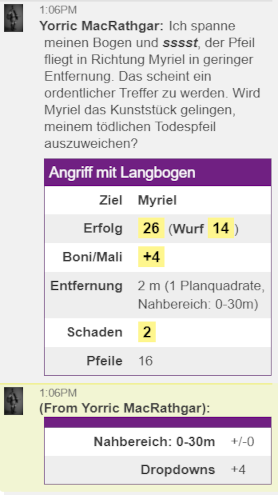 1:06PM
Yorric MacRathgar: Ich spanne
meinen Bogen und sssst, der Pfeil
fliegt in Richtung Myriel in geringer
Entfernung. Das scheint ein
ordentlicher Treffer zu werden. Wird
Myriel das Kunststück gelingen,
meinem tödlichen Todespfeil
auszuweichen?
Angriff mit Langbogen
Ziel Myriel
Erfolg 26 (Wurf 14 )
Boni/Mali +4
Entfernung 2 m (1 Planquadrate,
Nahbereich: 0-30m)
Schaden 2
Pfeile 16
1:06PM
(From Yorric MacRathgar):
Nahbereich: 0-30m +/-0
Dropdowns +4